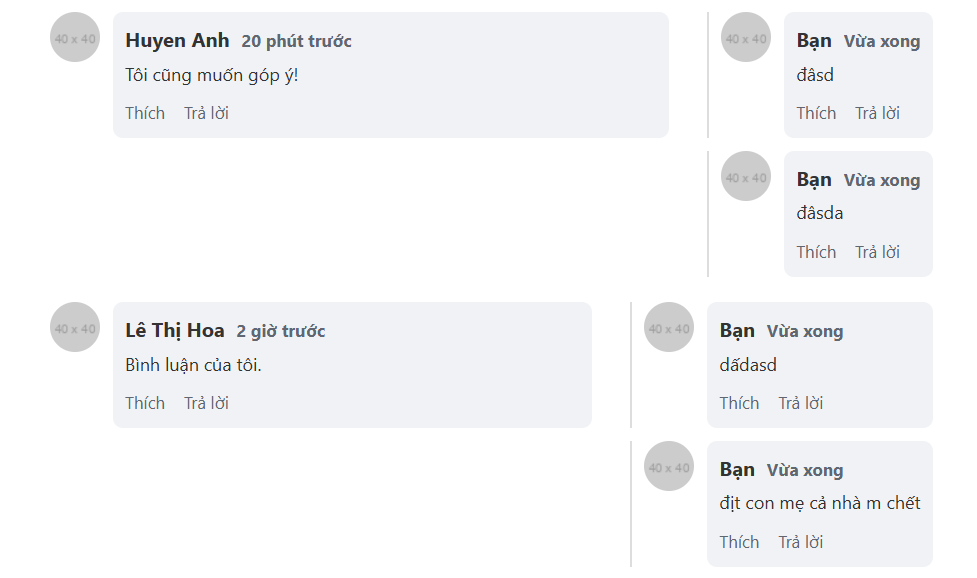 40 x 40
Huyen Anh 20 phút trước
Tôi cũng muốn góp ý!
Thích Trả lời
40 x 40
Bạn Vừa xong
đâsd
Thích Trả lời
40 x 40
Bạn Vừa xong
đâsda
Thích Trả lời
40 x 40
Lê Thị Hoa 2 giờ trước
Bình luận của tôi.
Thích Trả lời
40 x 40
Bạn Vừa xong
dấdasd
Thích Trả lời
40 x 40
Bạn Vừa xong
địt con mẹ cả nhà m chết
Thích Trả lời